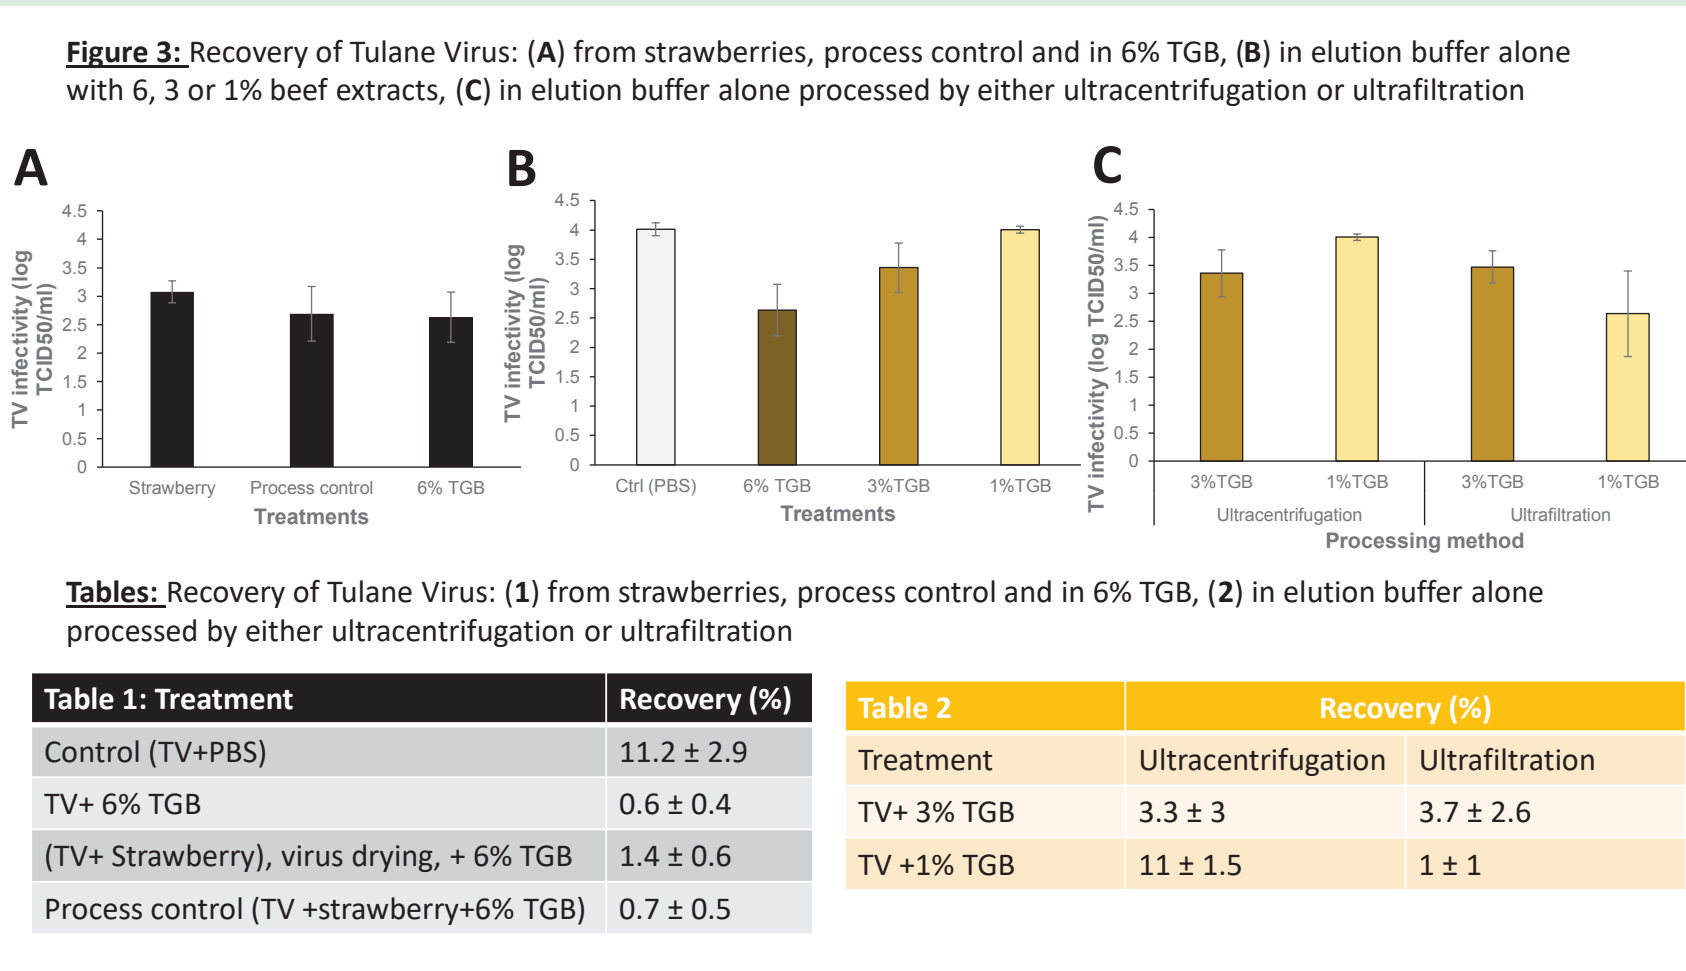 Figure 3: Recovery of Tulane Virus: (A) from strawberries, process control and in 6% TGB, (B) in elution buffer alone
with 6, 3 or 1% beef extracts, (C) in elution buffer alone processed by either ultracentrifugation or ultrafiltration
A
TV infectivity (log
TCID50/ml)
4.5
4
3.5
3
2.5
2
1.5
1
0.5
0
Strawberry Process control 6% TGB
Treatments
B
TV infectivity (log
TCID50/ml)
4.5
4
3.5
3
2.5
2
1.5
1
0.5
0
Ctrl (PBS) 6% TGB 3%TGB 1%TGB
Treatments
C
TV infectivity (log TCID50/ml)
4.5
4
3.5
3
2.5
2
1.5
1
0.5
0
3%TGB 1%TGB 3%TGB 1%TGB
Ultracentrifugation Ultrafiltration
Processing method
Tables: Recovery of Tulane Virus: (1) from strawberries, process control and in 6% TGB, (2) in elution buffer alone
processed by either ultracentrifugation or ultrafiltration
Table 1: Treatment Recovery (%)
Control (TV+PBS) 11.2 ± 2.9
TV+ 6% TGB 0.6 ± 0.4
(TV+ Strawberry), virus drying, + 6% TGB 1.4 ± 0.6
Process control (TV +strawberry+6% TGB) 0.7 ± 0.5
Table 2 Recovery (%)
Treatment Ultracentrifugation Ultrafiltration
TV+ 3% TGB 3.3 ± 3 3.7 ± 2.6
TV +1% TGB 11 ± 1.5 1 ± 1